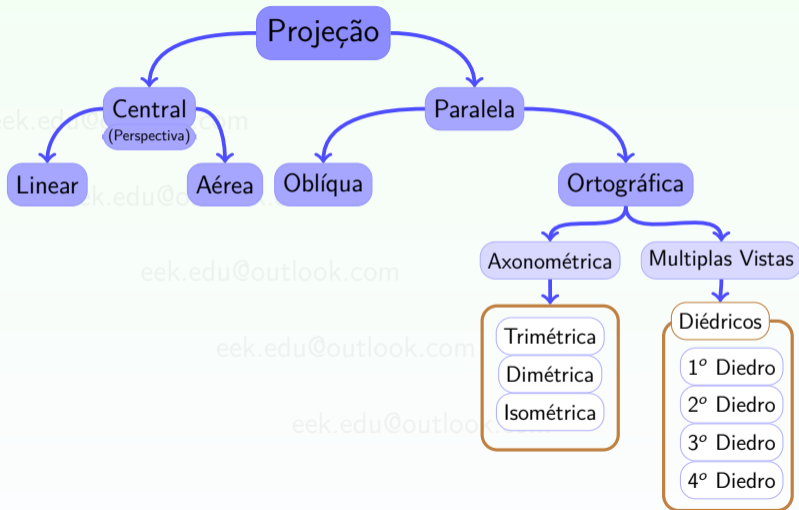 Projeção
Central
(Perspectiva)
Paralela
Linear
Aérea
Oblíqua
Ortográfica
Axonométrica
Multiplas Vistas
Trimétrica
Dimétrica
Isométrica
Diédricos
1º Diedro
2º Diedro
3º Diedro
4º Diedro
eek.edu@outlook.com
eek.edu@outlook.com
eek.edu@outlook.com